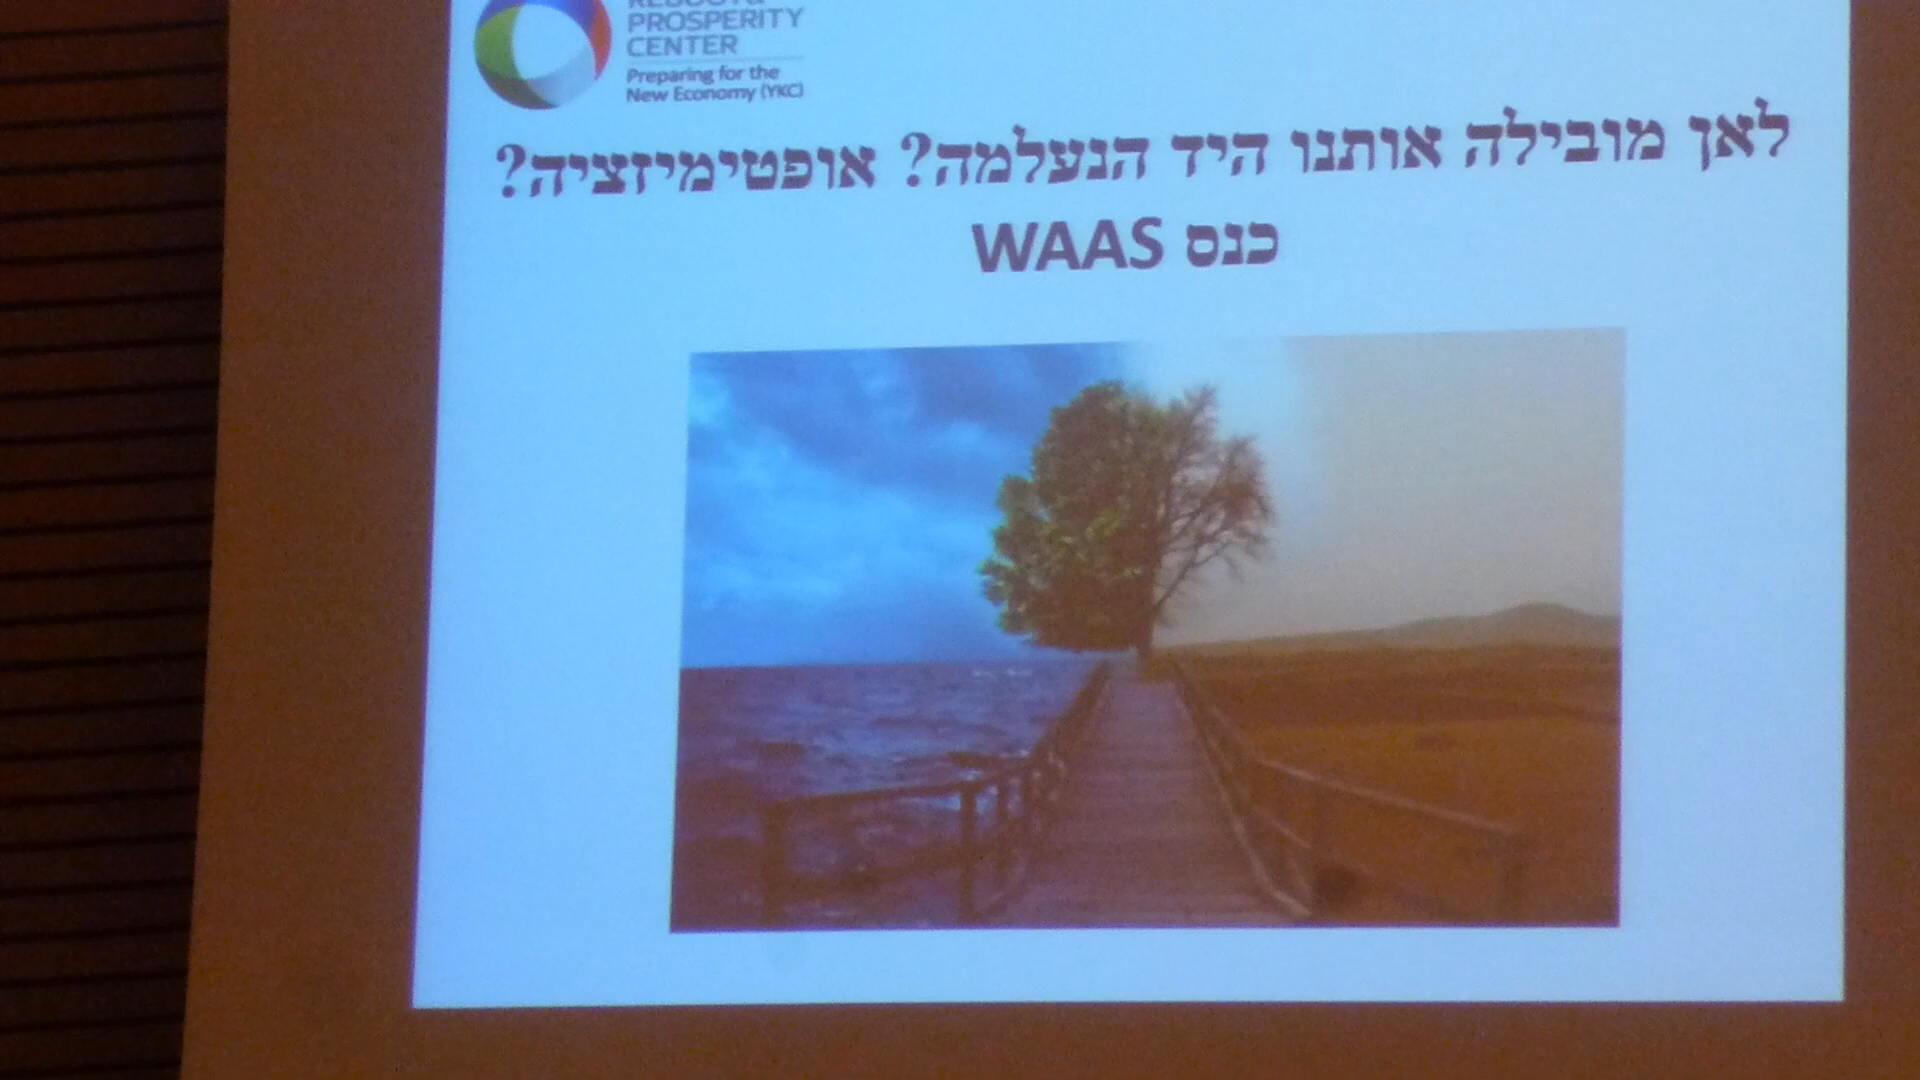 PROSPERITY
CENTER
Preparing for the
New Economy (YKC)
לאן מובילה אותנו היד הנעלמה? אופטימיזציה?
כנס WAAS